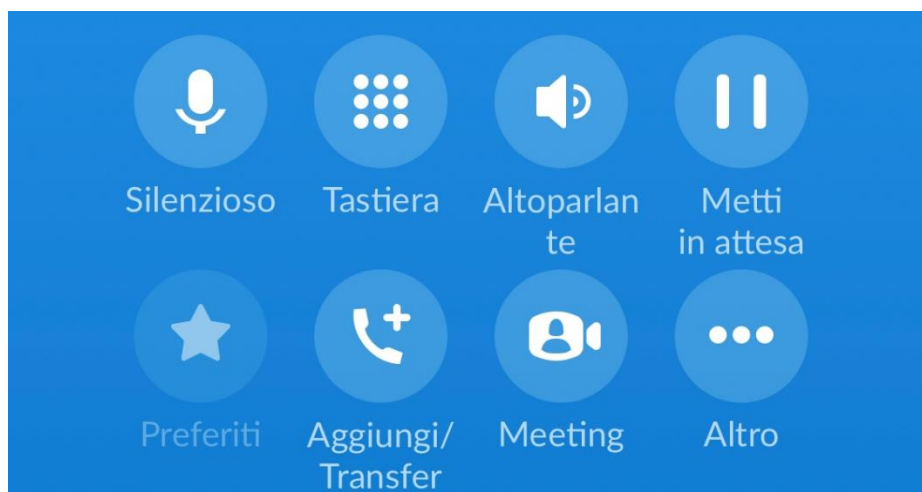 Silenzioso
Tastiera
Altoparlan
te
Metti
in attesa
Preferiti
Aggiungi/
Transfer
Meeting
Altro